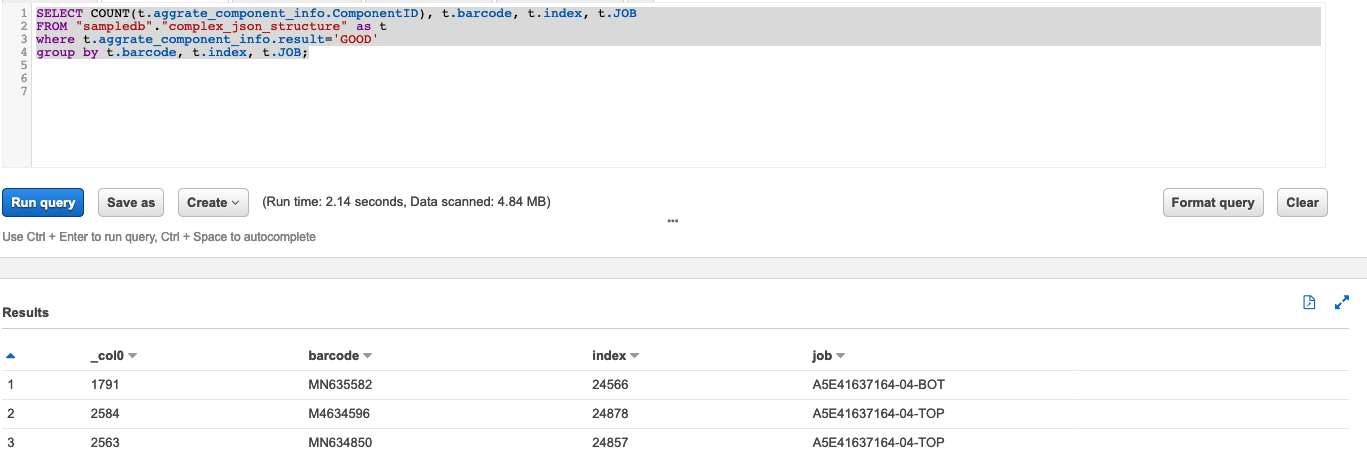 1 SELECT COUNT(t.aggrate_component_info.ComponentID), t.barcode, t.index, t.JOB
2 FROM "sampledb"."complex_json_structure" as t
3 where t.aggrate_component_info.result='GOOD'
4 group by t.barcode, t.index, t.JOB;
5
6
7
Run query Save as Create (Run time: 2.14 seconds, Data scanned: 4.84 MB) Format query Clear
Use Ctrl + Enter to run query, Ctrl + Space to autocomplete
Results
_col0 barcode index job
1 1791 MN635582 24566 A5E41637164-04-BOT
2 2584 M4634596 24878 A5E41637164-04-TOP
3 2563 MN634850 24857 A5E41637164-04-TOP